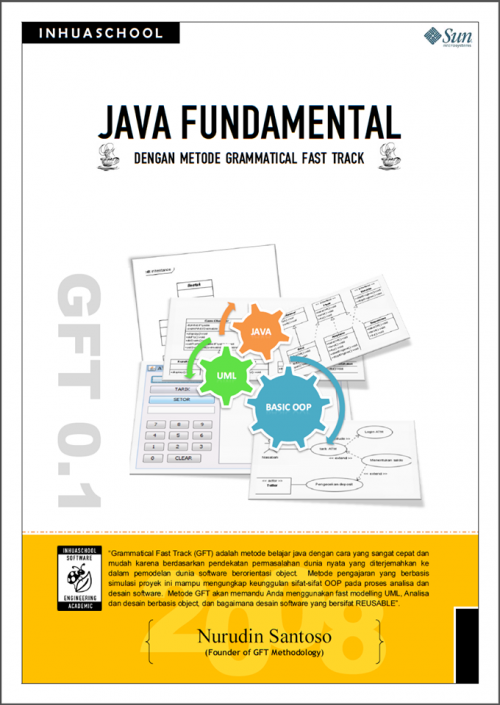 INHUASCHOOL
Sun
microsystems
JAVA FUNDAMENTAL
DENGAN METODE GRAMMATICAL FAST TRACK
GFT 0.1
JAVA
UML
BASIC OOP
TARIK
SETOR
7 8 9
4 5 6
1 2 3
0 CLEAR
INHUASCHOOL
SOFTWARE
ENGINEERING
ACADEMIC
"Grammatical Fast Track (GFT) adalah metode belajar java dengan cara yang sangat cepat dan
mudah karena berdasarkan pendekatan permasalahan dunia nyata yang diterjemahkan ke
dalam pemodelan dunia software berorientasi object. Metode pengajaran yang berbasis
simulasi proyek ini mampu mengungkap keunggulan sifat-sifat OOP pada proses analisa dan
desain software. Metode GFT akan memandu Anda menggunakan fast modelling UML, Analisa
dan desain berbasis object, dan bagaimana desain software yang bersifat REUSABLE".
2008
Nurudin Santoso
(Founder of GFT Methodology)